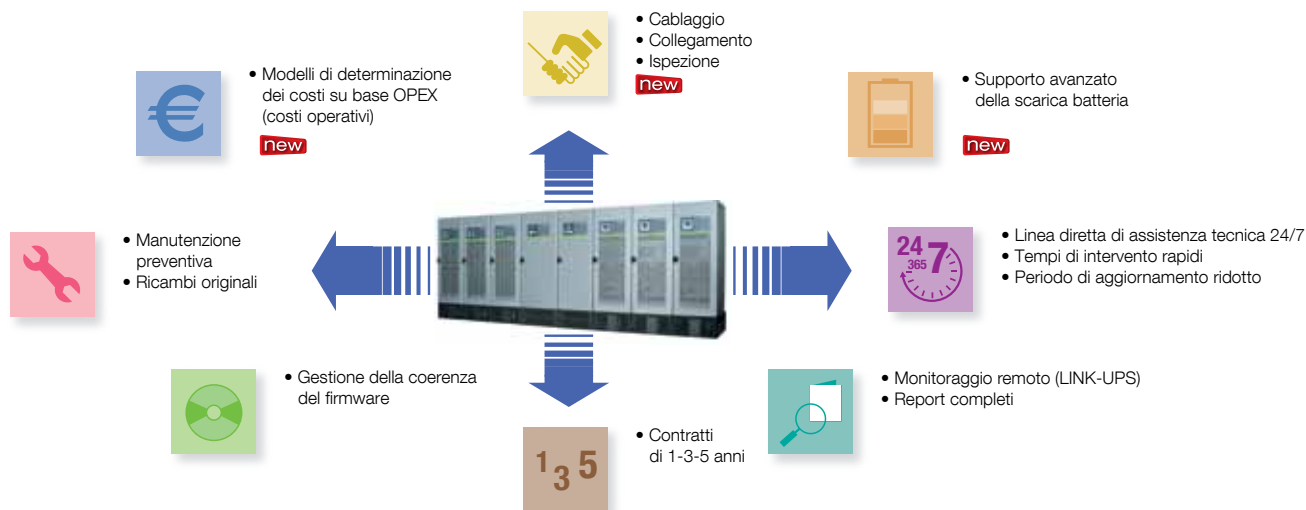 • Cablaggio
• Collegamento
• Ispezione
new
• Modelli di determinazione
dei costi su base OPEX
(costi operativi)
new
• Supporto avanzato
della scarica batteria
new
• Manutenzione
preventiva
• Ricambi originali
24
365
7
• Linea diretta di assistenza tecnica 24/7
• Tempi di intervento rapidi
• Periodo di aggiornamento ridotto
• Gestione della coerenza
del firmware
• Monitoraggio remoto (LINK-UPS)
• Report completi
1 3 5
• Contratti
di 1-3-5 anni